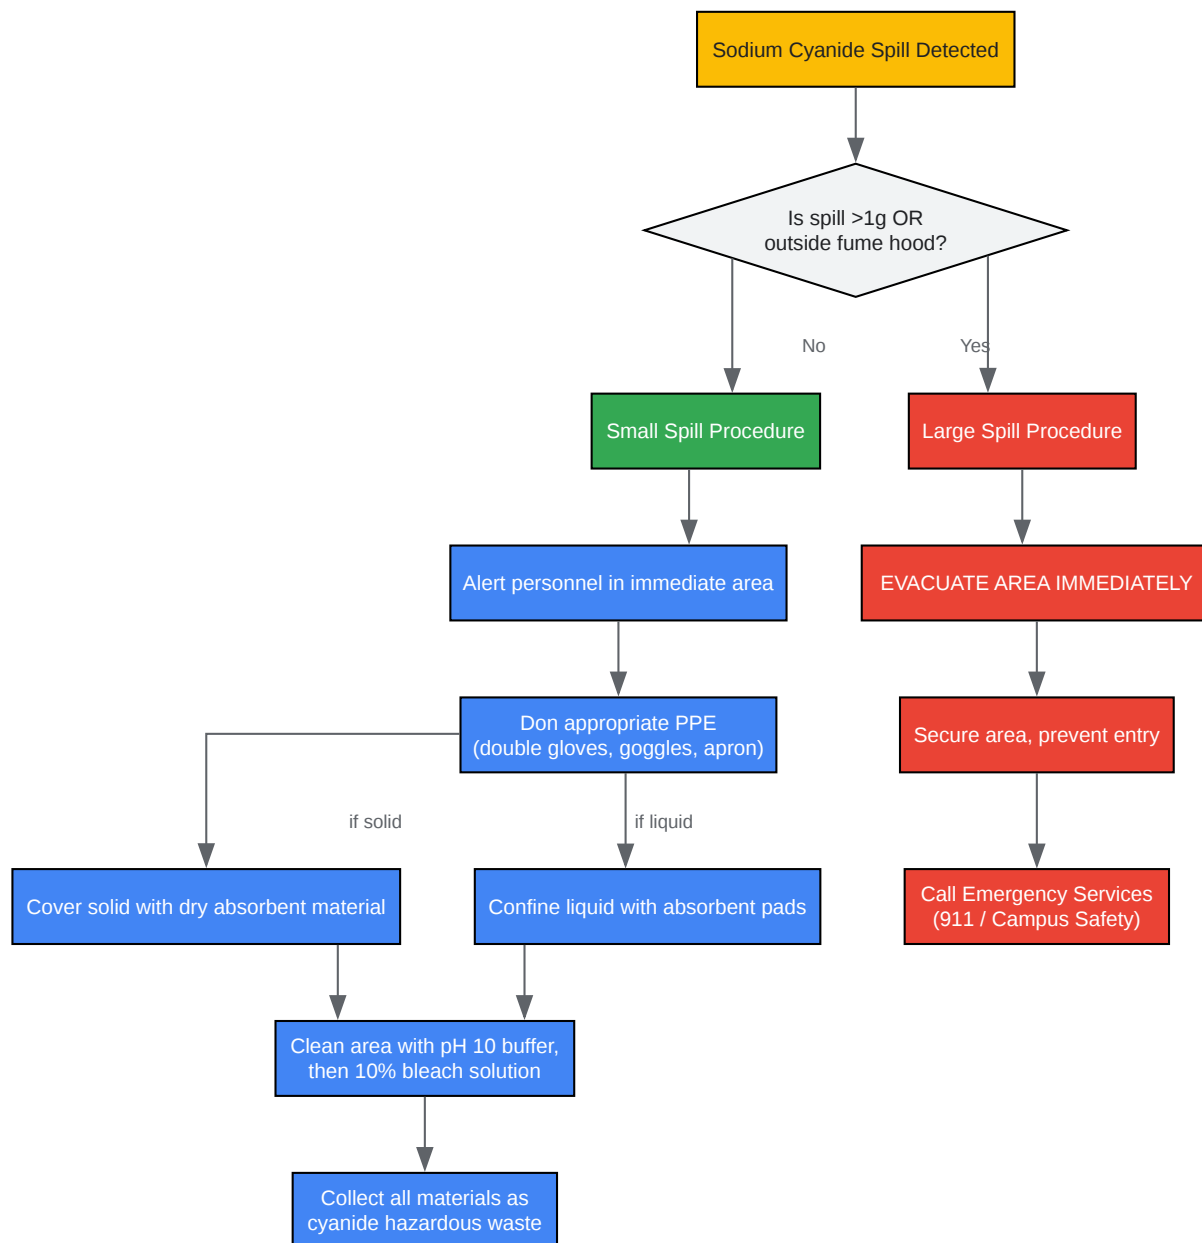 Sodium Cyanide Spill Detected
Is spill >1g OR
outside fume hood?
No
Yes
Small Spill Procedure
Large Spill Procedure
Alert personnel in immediate area
EVACUATE AREA IMMEDIATELY
Don appropriate PPE
(double gloves, goggles, apron)
Secure area, prevent entry
if solid
if liquid
Cover solid with dry absorbent material
Confine liquid with absorbent pads
Call Emergency Services
(911 / Campus Safety)
Clean area with pH 10 buffer,
then 10% bleach solution
Collect all materials as
cyanide hazardous waste